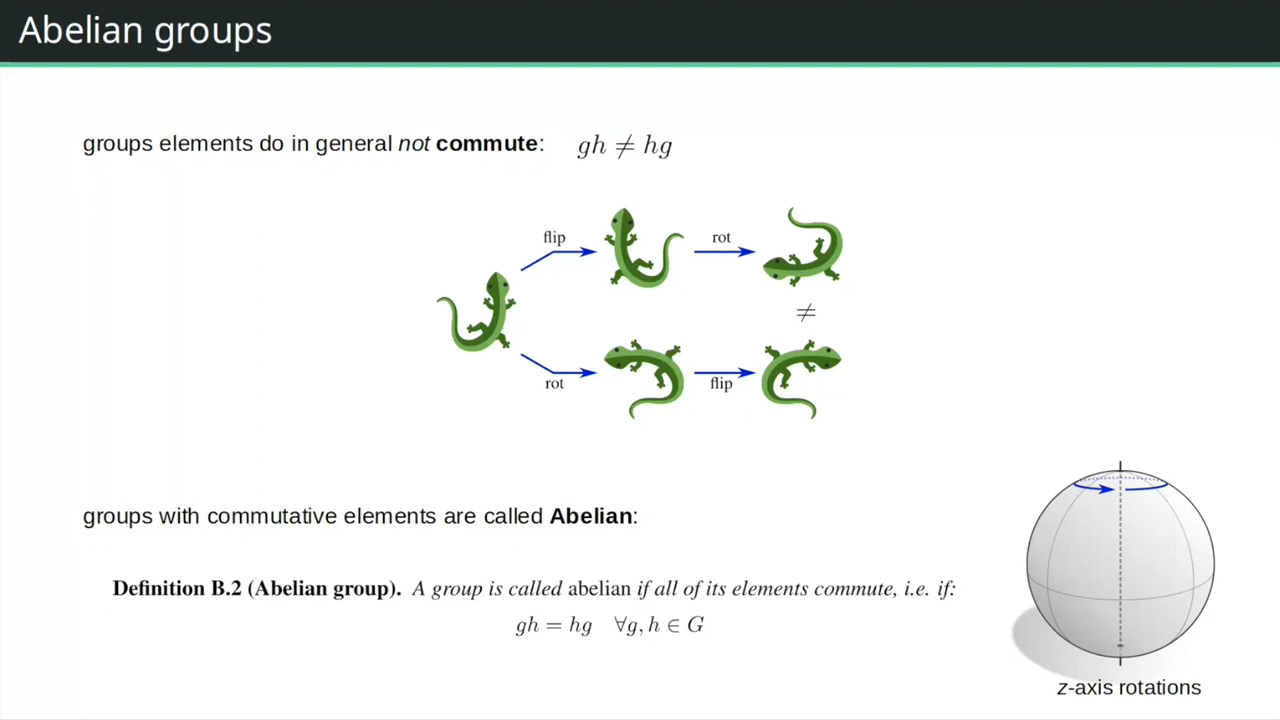 Abelian groups
groups elements do in general not commute: gh ≠ hg
flip
rot
≠
rot
flip
groups with commutative elements are called Abelian:
Definition B.2 (Abelian group). A group is called abelian if all of its elements commute, i.e. if:
gh = hg ∀g, h ∈ G
z-axis rotations